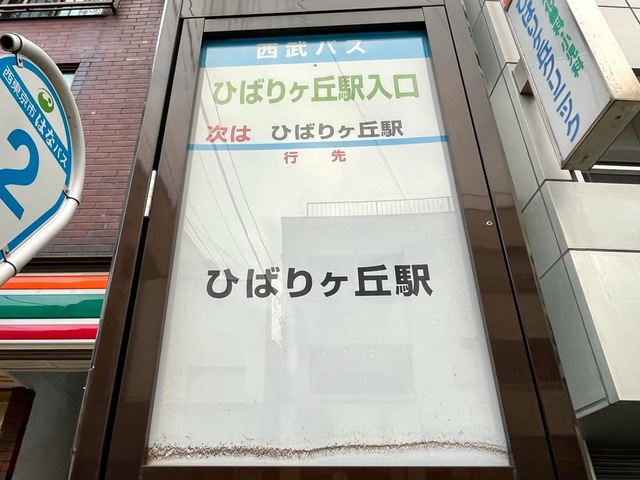 西武バス
ひばりヶ丘駅入口
次は ひばりヶ丘駅
行先
ひばりヶ丘駅
西東京市 はなバス
2